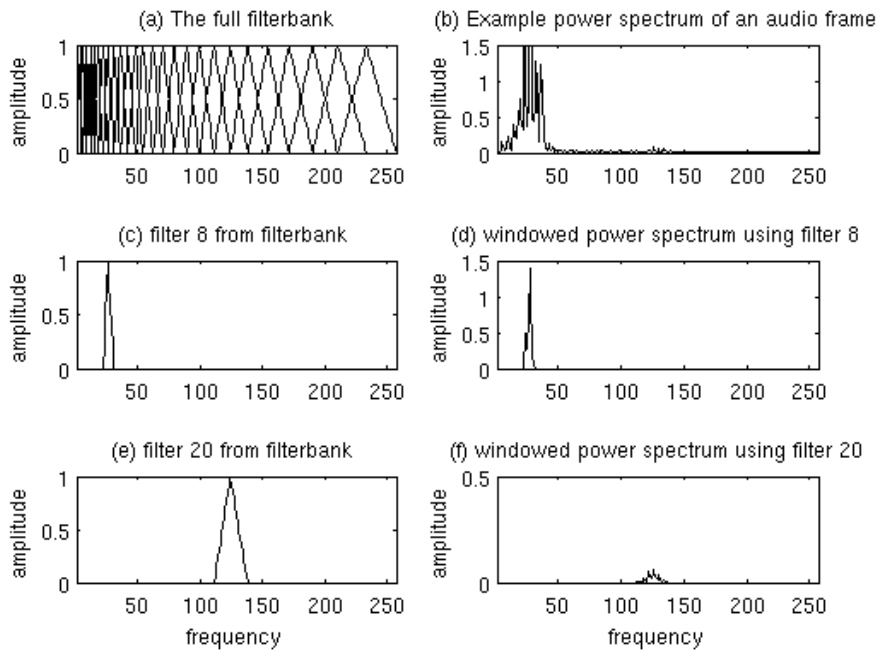 (a) The full filterbank
(b) Example power spectrum of an audio frame
amplitude
1
0.5
0
50 100 150 200 250
amplitude
1.5
1
0.5
0
50 100 150 200 250
(c) filter 8 from filterbank
(d) windowed power spectrum using filter 8
amplitude
1
0.5
0
50 100 150 200 250
amplitude
1.5
1
0.5
0
50 100 150 200 250
(e) filter 20 from filterbank
(f) windowed power spectrum using filter 20
amplitude
1
0.5
0
50 100 150 200 250
frequency
amplitude
0.5
0
50 100 150 200 250
frequency